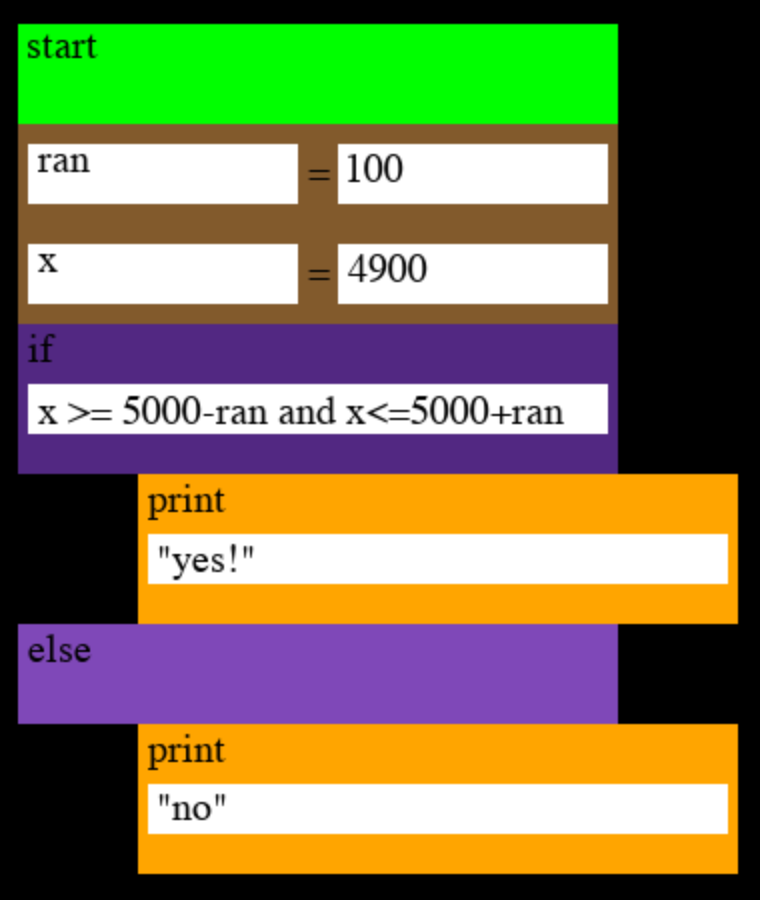 start
ran = 100
x = 4900
if
x >= 5000-ran and x<=5000+ran
print
"yes!"
else
print
"no"